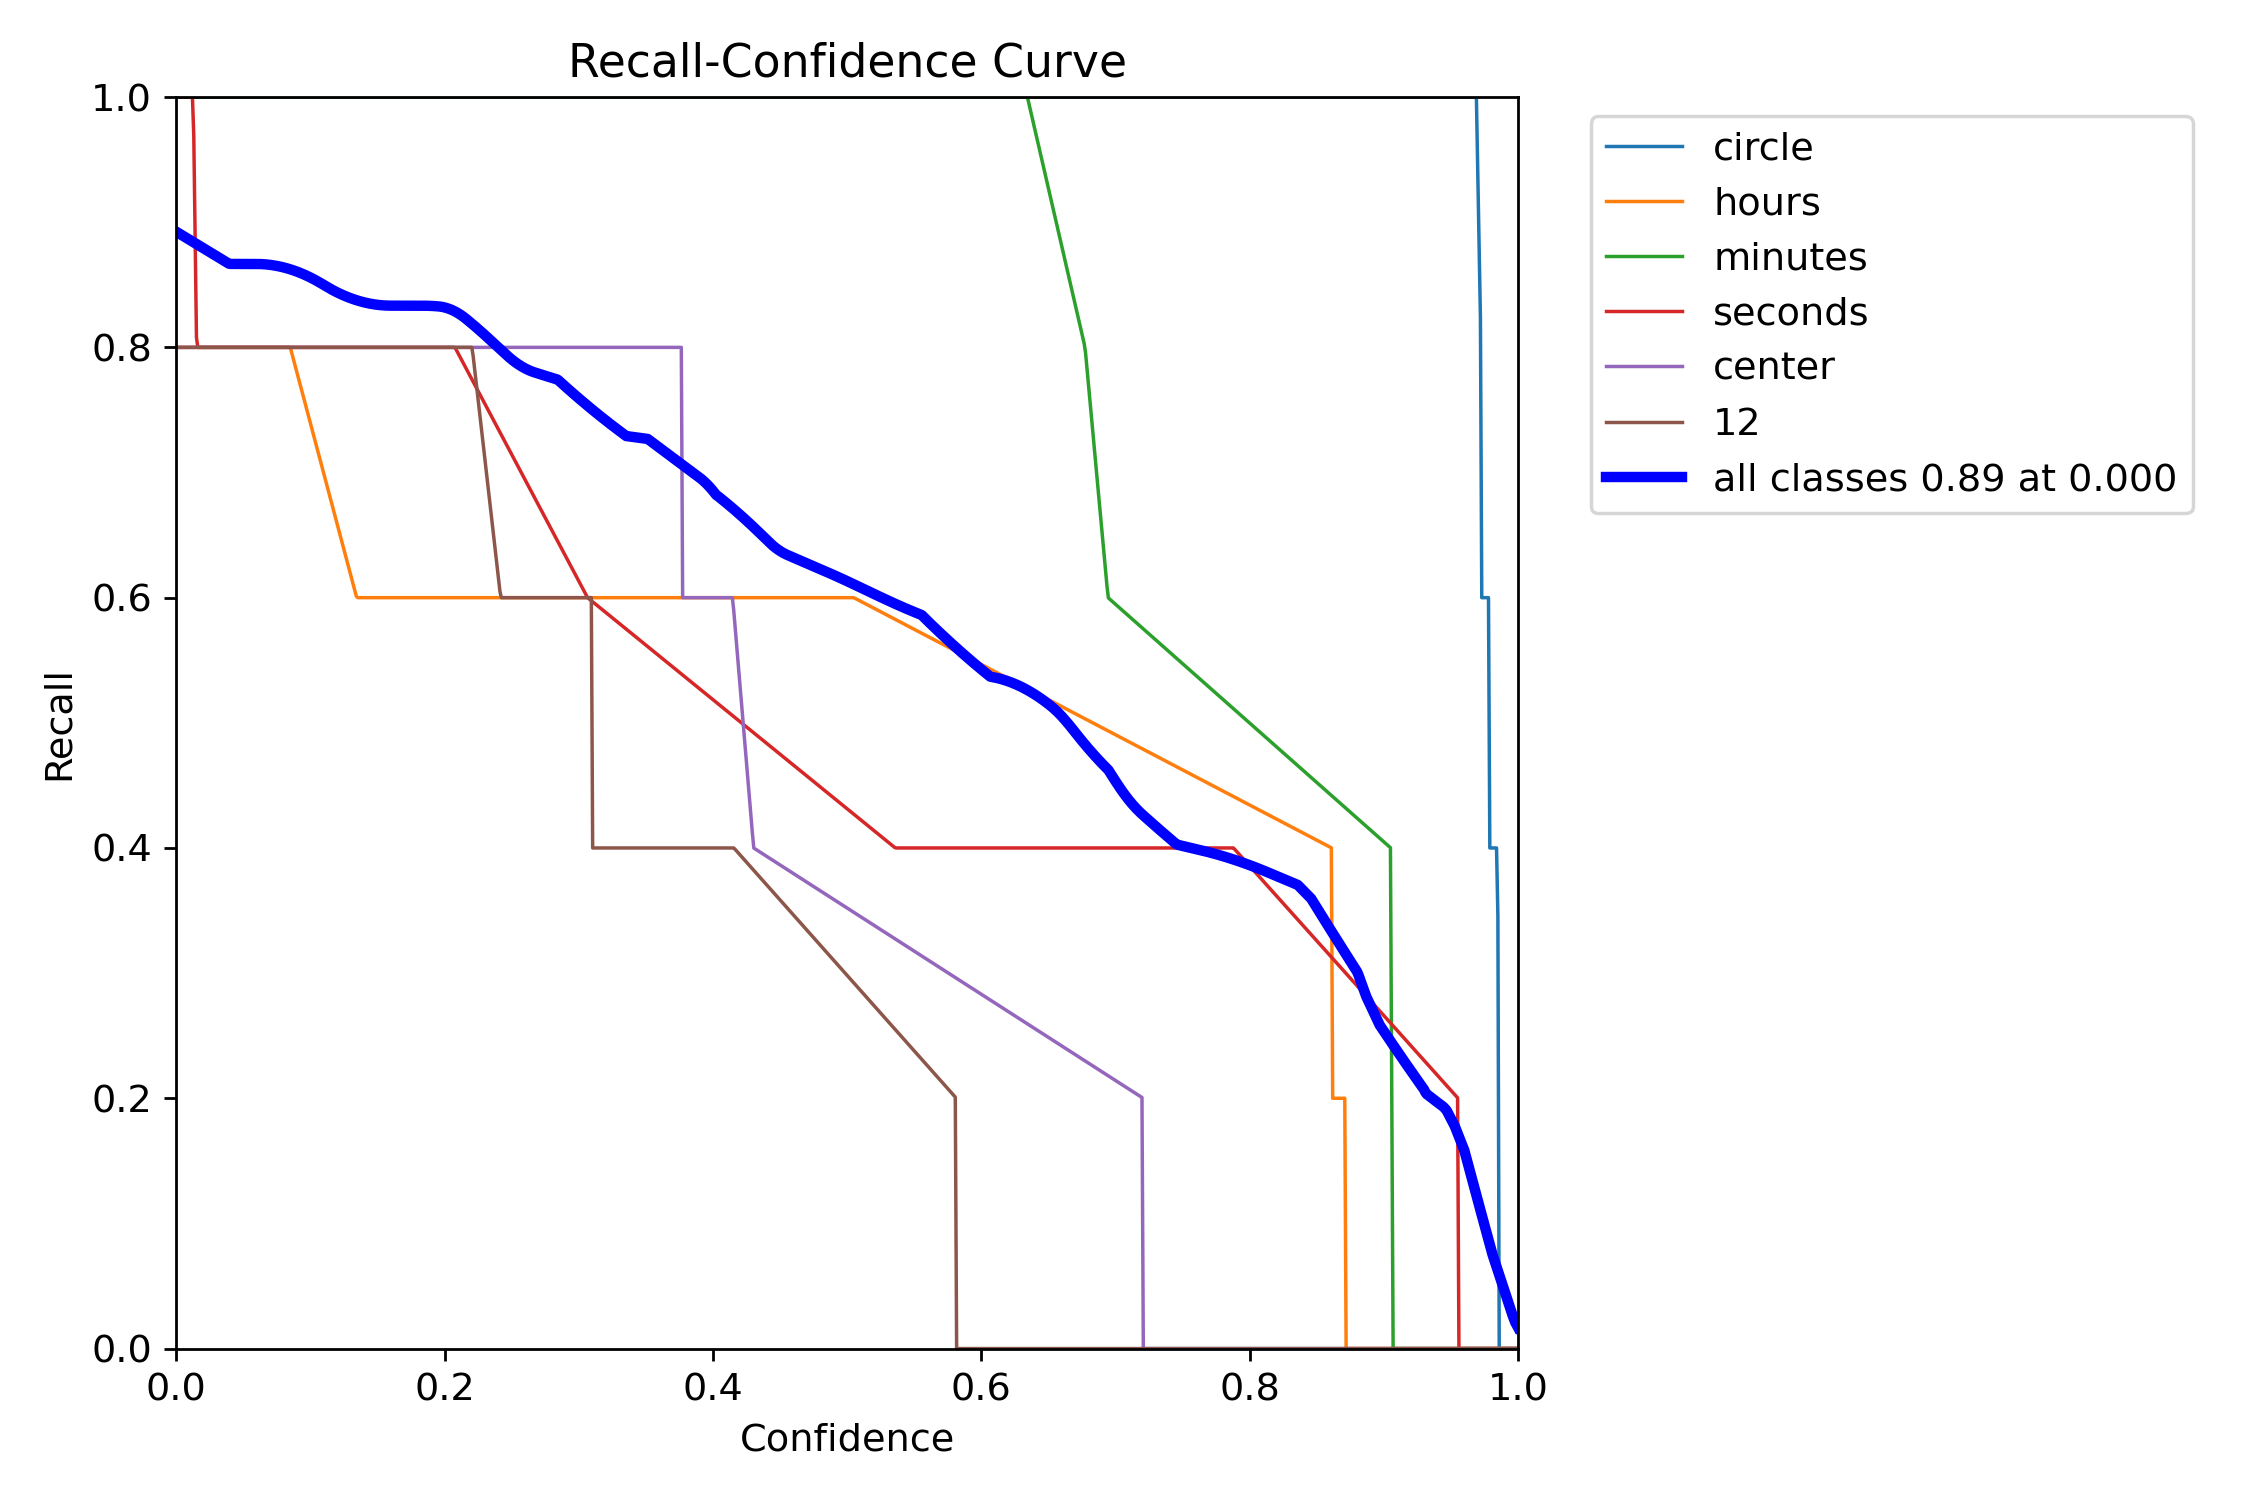 Recall-Confidence Curve
1.0
0.8
0.6
0.4
0.2
0.0
Recall
0.0 0.2 0.4 0.6 0.8 1.0
Confidence
circle
hours
minutes
seconds
center
12
all classes 0.89 at 0.000